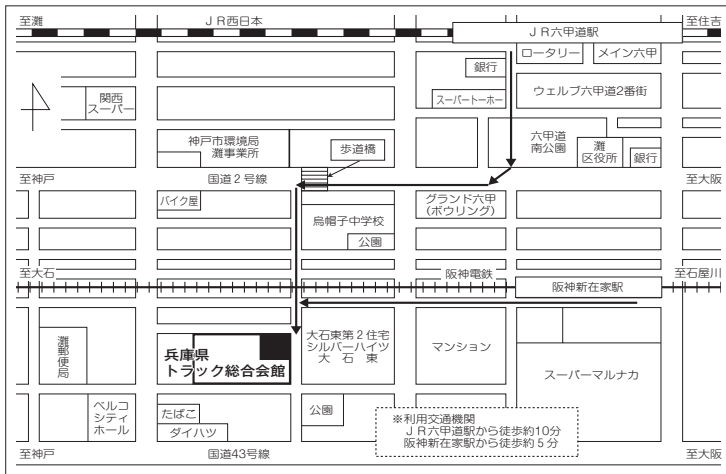 至灘
JR西日本
JR六甲道駅
至住吉
ロータリー
メイン六甲
銀行
スーパートーホー
ウェルブ六甲道2番街
関西
スーパー
神戸市環境局
灘事業所
歩道橋
六甲道
南公園
灘
区役所
銀行
至神戸
国道2号線
至大阪
バイク屋
烏帽子中学校
公園
グランド六甲
(ボウリング)
至大石
阪神電鉄
阪神新在家駅
至石屋川
灘郵便局
兵庫県
トラック総合会館
大石東第2住宅
シルバーハイツ
大石東
マンション
スーパーマルナカ
ベルコ
シティ
ホール
たばこ
ダイハツ
公園
※利用交通機関
JR六甲道駅から徒歩約10分
阪神新在家駅から徒歩約5分
至神戸
国道43号線
至大阪